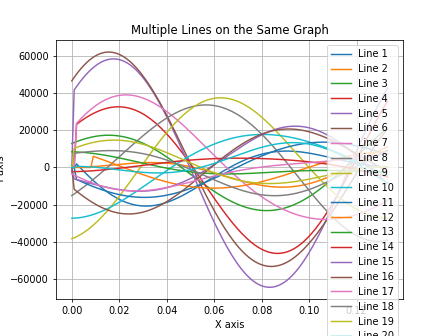 Multiple Lines on the Same Graph
60000
40000
20000
0
−20000
−40000
−60000
0.00
0.02
0.04
0.06
0.08
0.10
X axis
axis
Line 1
Line 2
Line 3
Line 4
Line 5
Line 6
Line 7
Line 8
Line 9
Line 10
Line 11
Line 12
Line 13
Line 14
Line 15
Line 16
Line 17
Line 18
Line 19
Line 20